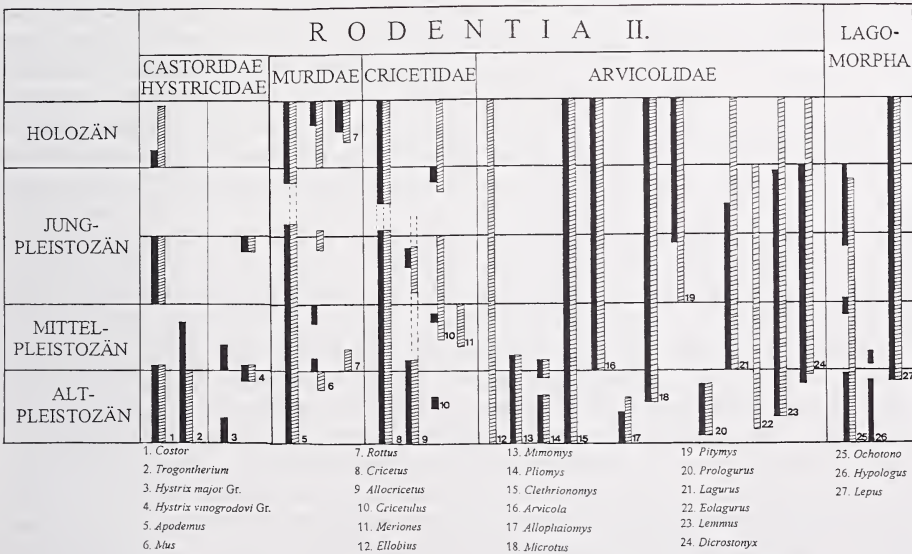 RODENTIA II.
LAGO-
MORPHA
CASTORIDAE
HYSTRICIDAE
MURIDAE
CRICETIDAE
ARVICOLIDAE
HOLOZÄN
JUNG-
PLEISTOZÄN
MITTEL-
PLEISTOZÄN
ALT-
PLEISTOZÄN
7
19
10
11
4
6
7
16
21
24
27
1
2
3
5
8
9
10
12
13
14
15
17
18
20
22
23
25
26
1. Castor
2. Trogontherium
3. Hystrix major Gr.
4. Hystrix vinogrodovi Gr.
5. Apodemus
6. Mus
7. Rattus
8. Cricetus
9 Allocricetus
10. Cricetulus
11. Meriones
12. Ellobius
13. Mimomys
14. Pliomys
15. Clethrionomys
16. Arvicola
17 Allophaiomys
18. Microtus
19 Pitymys
20. Prolagurus
21. Lagurus
22. Eolagurus
23. Lemmus
24. Dicrostonyx
25. Ochotona
26. Hypolagus
27. Lepus